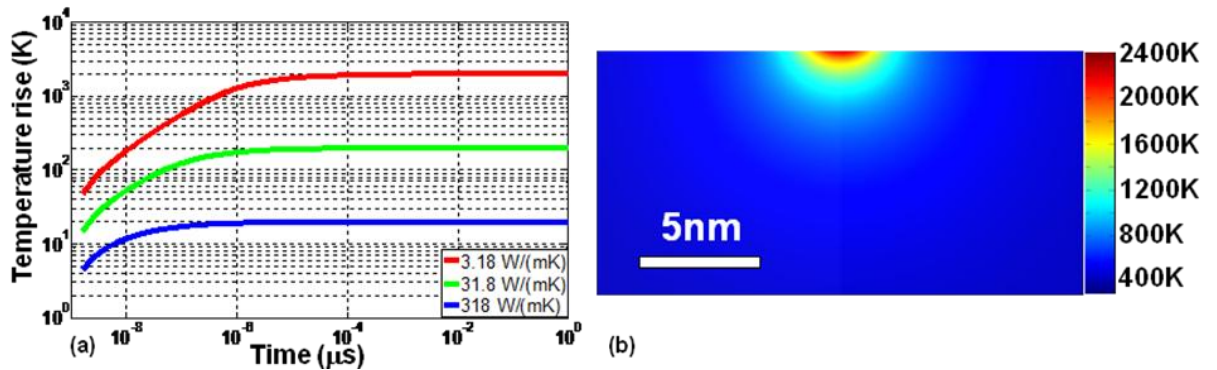 Temperature rise (K)
10^4
10^3
10^2
10^1
10^0
3.18 W/(mK)
31.8 W/(mK)
318 W/(mK)
10^-8
10^-8
10^-4
10^-2
10^0
(a)
Time (μs)
5nm
(b)
2400K
2000K
1600K
1200K
800K
400K